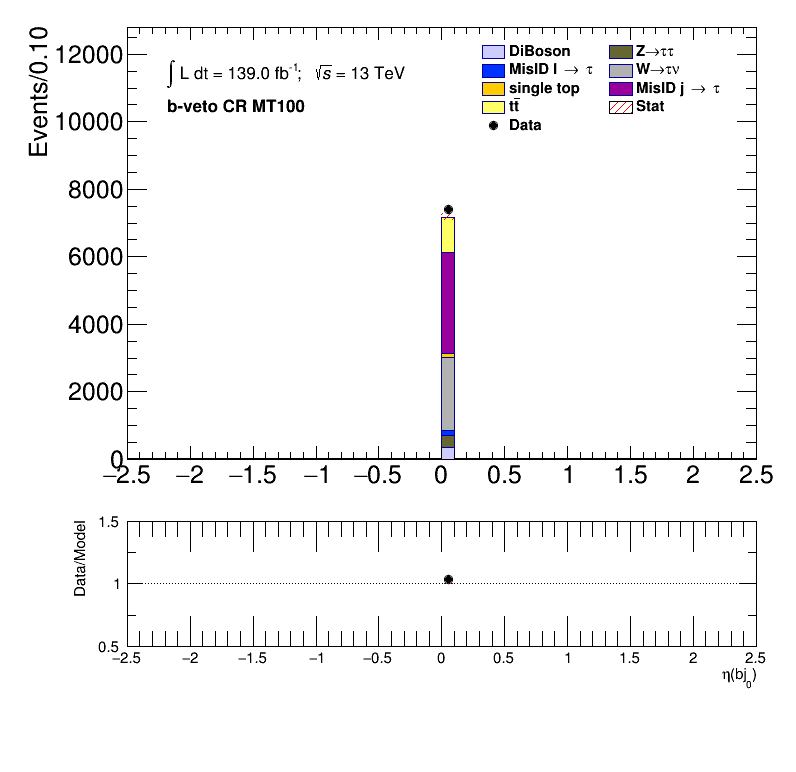 Events/0.10
12000
10000
8000
6000
4000
2000
0
∫ L dt = 139.0 fb⁻¹; √s = 13 TeV
b-veto CR MT100
DiBoson
MisID l → τ
single top
tt̄
Data
Z→ττ
W→τν
MisID j → τ
Stat
−2.5 −2 −1.5 −1 −0.5 0 0.5 1 1.5 2 2.5
Data/Model
1.5
1
0.5
−2.5 −2 −1.5 −1 −0.5 0 0.5 1 1.5 2 2.5
η(bj₀)